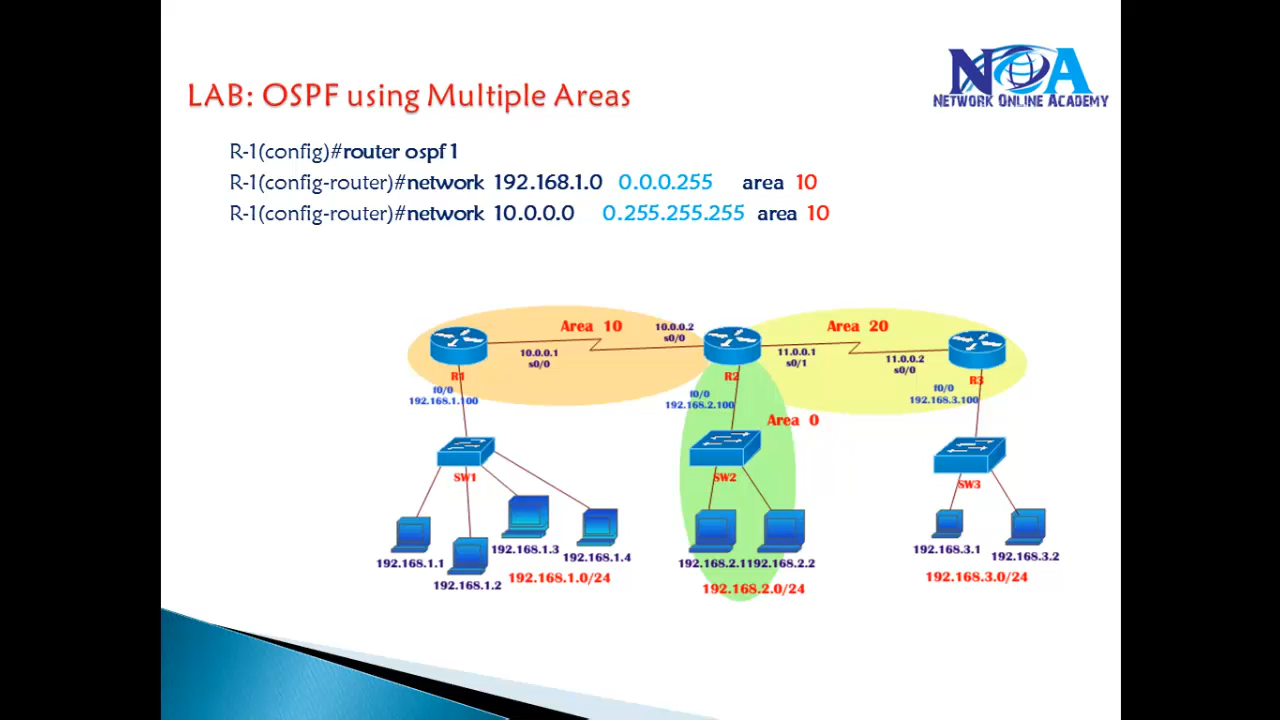 NOA
NETWORK ONLINE ACADEMY
LAB: OSPF using Multiple Areas
R-1(config)#router ospf 1
R-1(config-router)#network 192.168.1.0 0.0.0.255 area 10
R-1(config-router)#network 10.0.0.0 0.255.255.255 area 10
Area 10
10.0.0.2
s0/0
Area 20
10.0.0.1
s0/0
11.0.0.1
s0/1
11.0.0.2
s0/0
R1
R2
R3
f0/0
192.168.1.100
f0/0
192.168.2.100
f0/0
192.168.3.100
Area 0
SW1
SW2
SW3
192.168.1.1
192.168.1.2
192.168.1.3
192.168.1.4
192.168.1.0/24
192.168.2.1
192.168.2.2
192.168.2.0/24
192.168.3.1
192.168.3.2
192.168.3.0/24